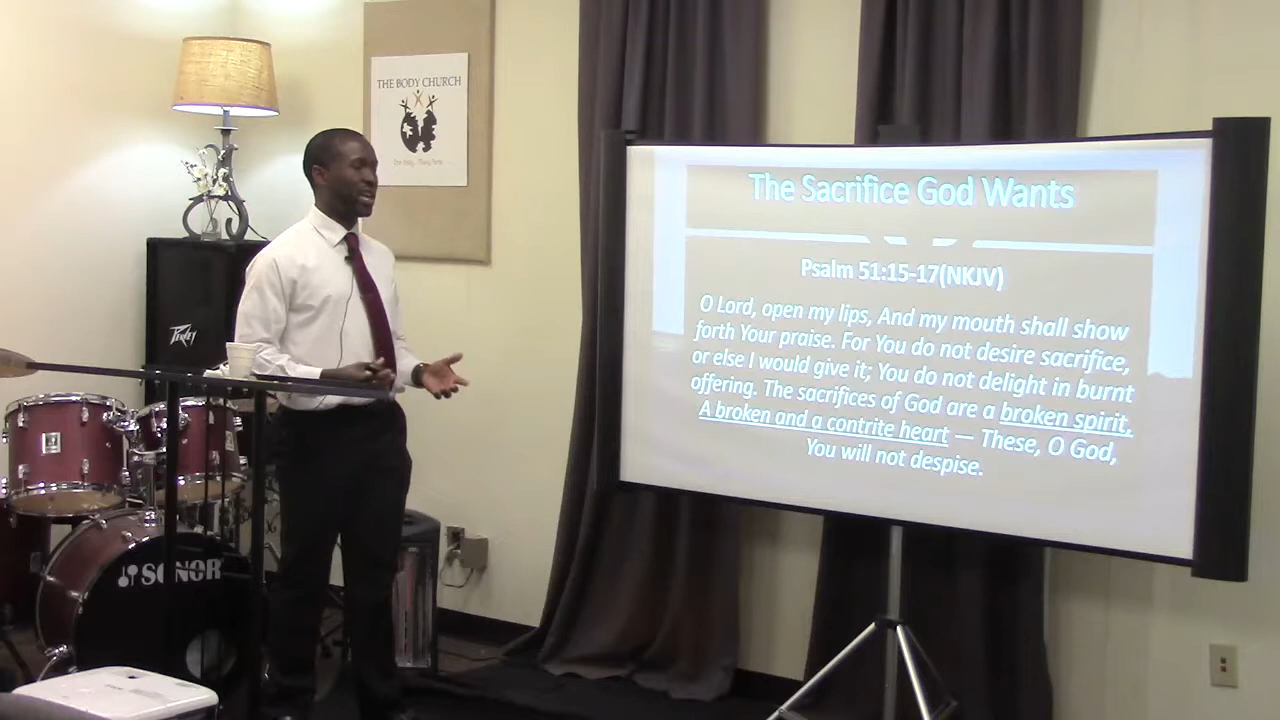 THE BODY CHURCH
The Sacrifice God Wants
Psalm 51:15-17(NKJV)
O Lord, open my lips, And my mouth shall show
forth Your praise. For You do not desire sacrifice,
or else I would give it; You do not delight in burnt
offering. The sacrifices of God are a broken spirit,
A broken and a contrite heart — These, O God,
You will not despise.
PEAVEY
SONOR